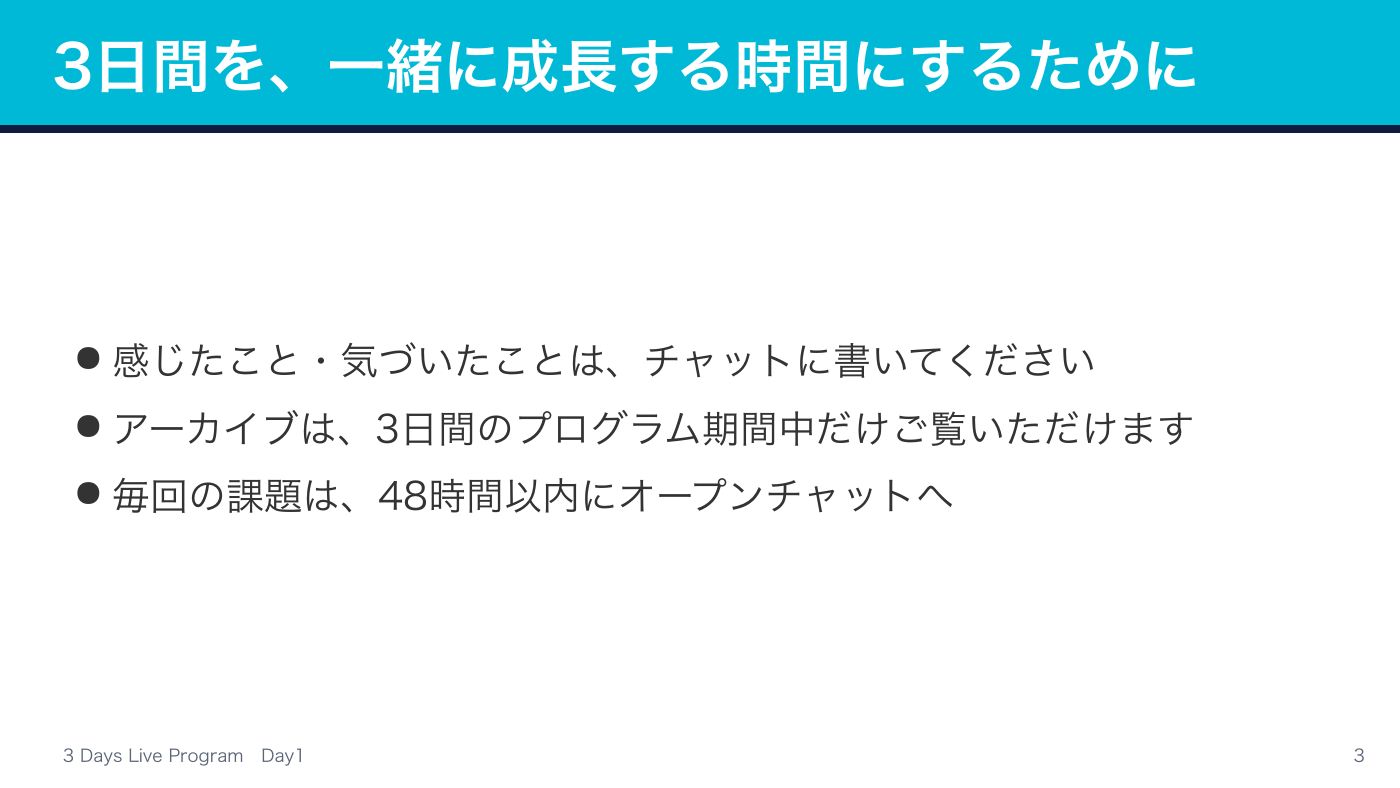 3日間を、一緒に成長する時間にするために
● 感じたこと・気づいたことは、チャットに書いてください
● アーカイブは、3日間のプログラム期間中だけご覧いただけます
● 毎回の課題は、48時間以内にオープンチャットへ
3 Days Live Program　Day1
3